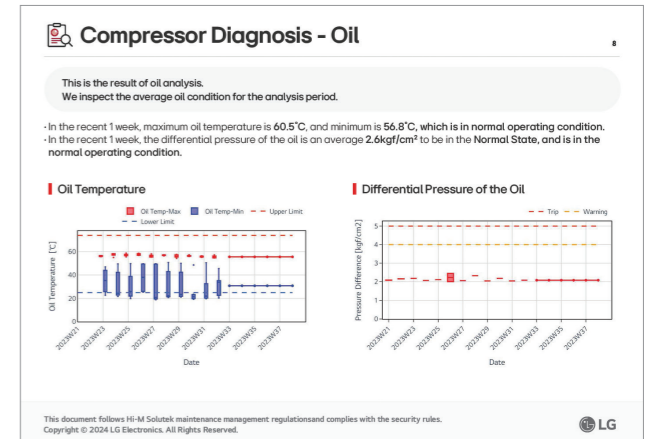 Compressor Diagnosis - Oil
8
This is the result of oil analysis.
We inspect the average oil condition for the analysis period.
· In the recent 1 week, maximum oil temperature is 60.5°C, and minimum is 56.8°C, which is in normal operating condition.
· In the recent 1 week, the differential pressure of the oil is an average 2.6kgf/cm² to be in the Normal State, and is in the
normal operating condition.
Oil Temperature
Oil Temp-Max Oil Temp-Min Upper Limit
Lower Limit
Oil Temperature [℃]
60
40
20
0
2023W21 2023W23 2023W25 2023W27 2023W29 2023W31 2023W33 2023W35 2023W37
Date
Differential Pressure of the Oil
Trip Warning
Pressure Difference [kgf/cm2]
5
4
3
2
1
0
2023W21 2023W23 2023W25 2023W27 2023W29 2023W31 2023W33 2023W35 2023W37
Date
This document follows Hi-M Solutek maintenance management regulationsand complies with the security rules.
Copyright © 2024 LG Electronics. All Rights Reserved.
LG